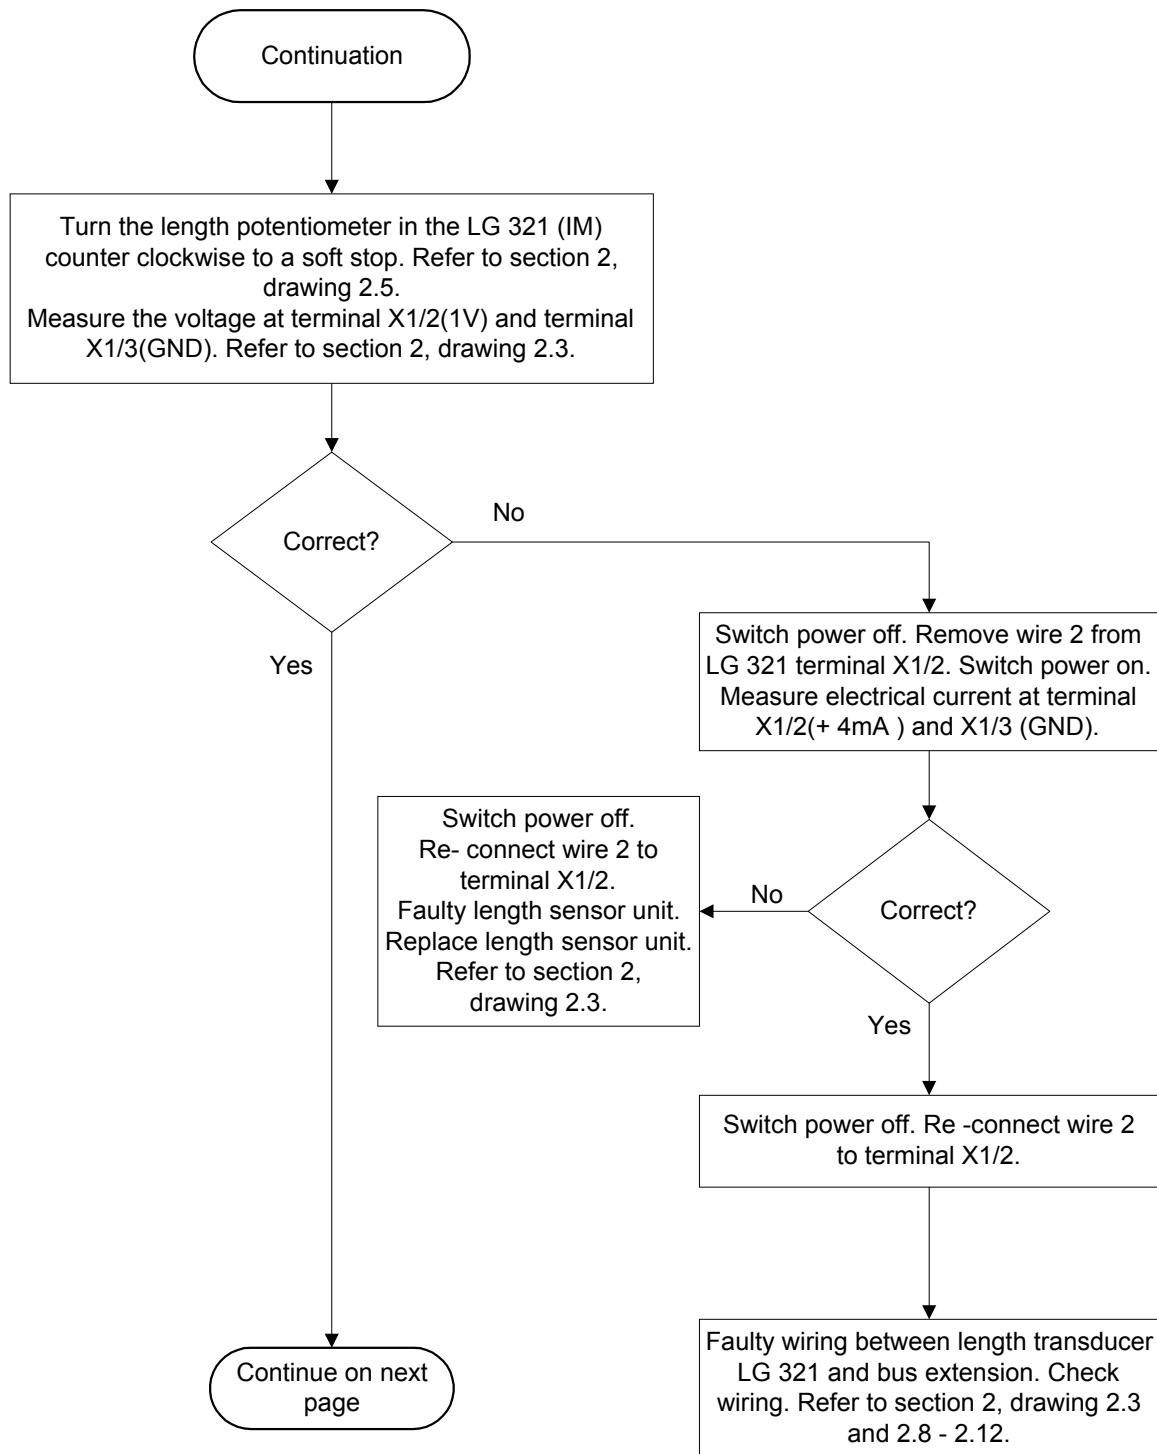 Continuation
Turn the length potentiometer in the LG 321 (IM)
counter clockwise to a soft stop. Refer to section 2,
drawing 2.5.
Measure the voltage at terminal X1/2(1V) and terminal
X1/3(GND). Refer to section 2, drawing 2.3.
Correct?
No
Yes
Switch power off. Remove wire 2 from
LG 321 terminal X1/2. Switch power on.
Measure electrical current at terminal
X1/2(+ 4mA ) and X1/3 (GND).
Correct?
No
Switch power off.
Re- connect wire 2 to
terminal X1/2.
Faulty length sensor unit.
Replace length sensor unit.
Refer to section 2,
drawing 2.3.
Yes
Switch power off. Re -connect wire 2
to terminal X1/2.
Faulty wiring between length transducer
LG 321 and bus extension. Check
wiring. Refer to section 2, drawing 2.3
and 2.8 - 2.12.
Continue on next
page